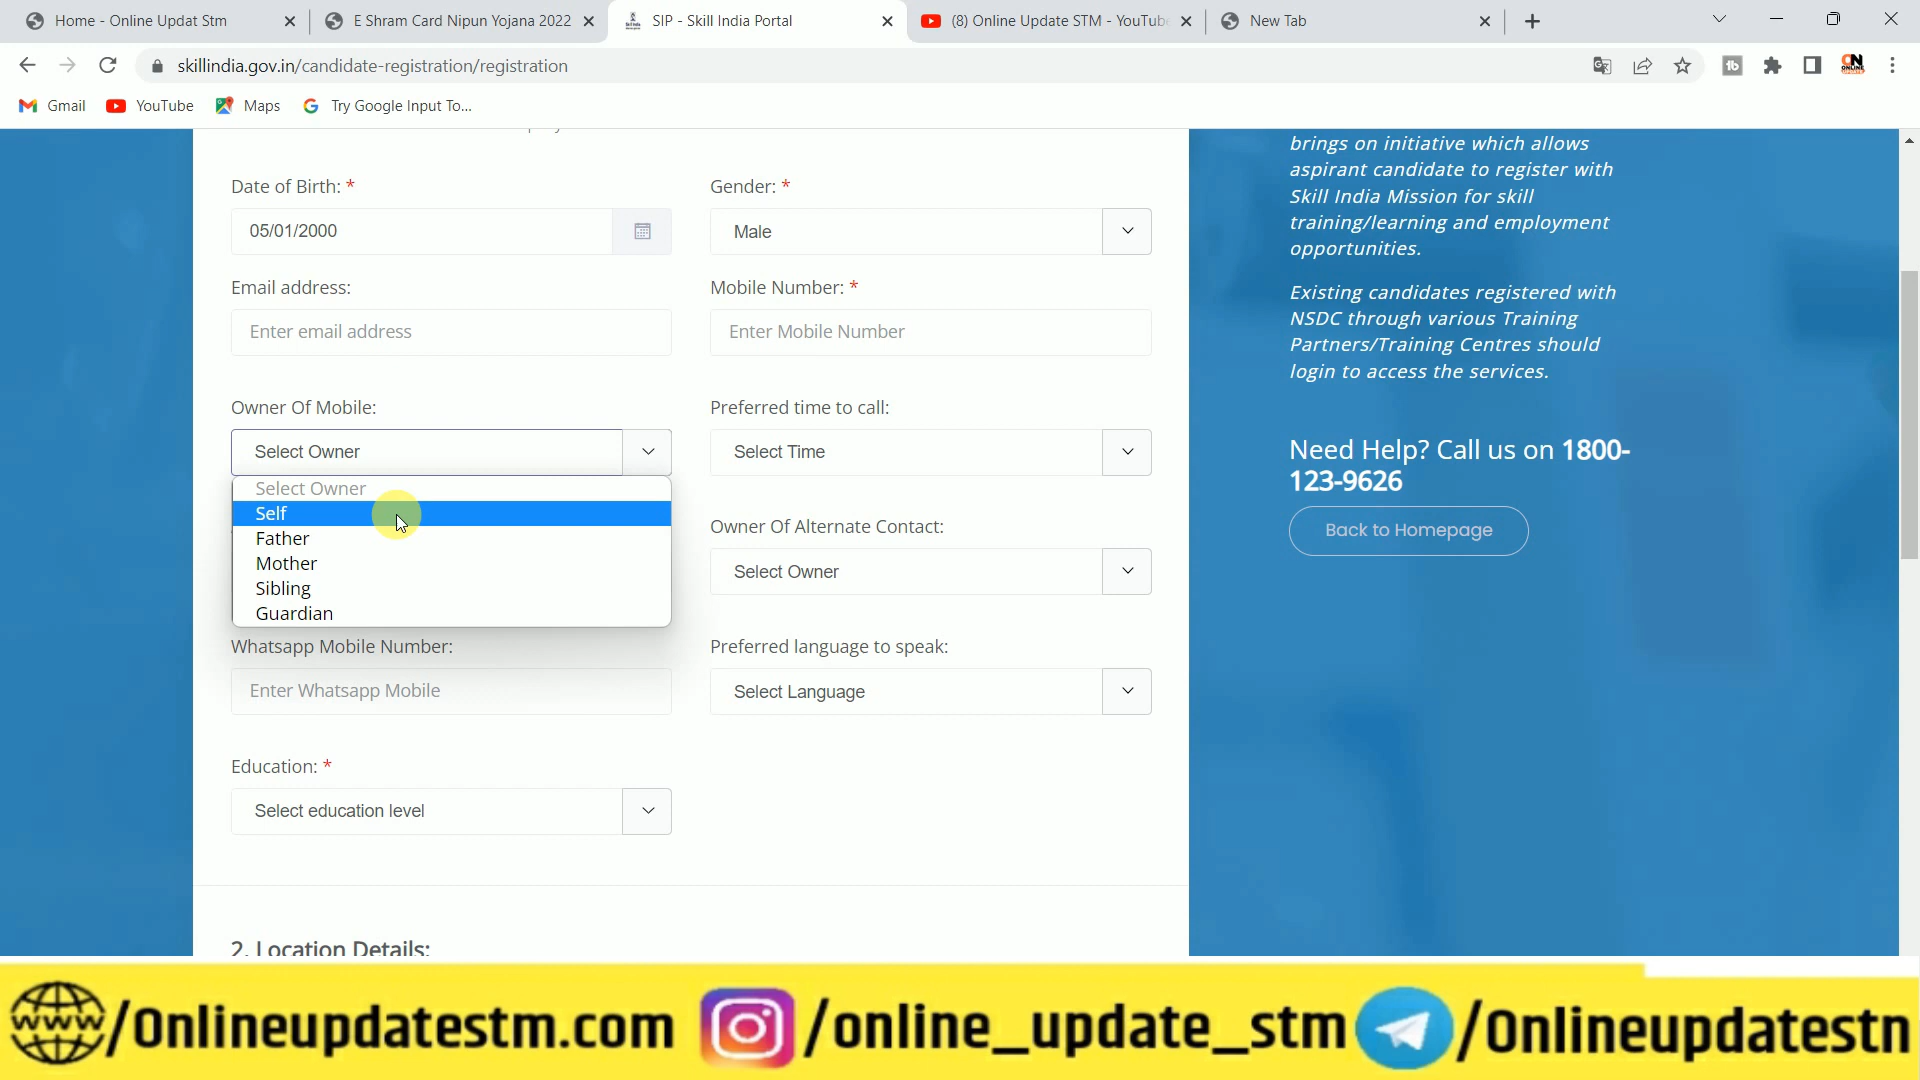 Home - Online Updat Stm
E Shram Card Nipun Yojana 2022
SIP - Skill India Portal
(8) Online Update STM - YouTube
New Tab
skillindia.gov.in/candidate-registration/registration
Gmail
YouTube
Maps
Try Google Input To...
Date of Birth: *
Gender: *
05/01/2000
Male
Email address:
Mobile Number: *
Enter email address
Enter Mobile Number
Owner Of Mobile:
Preferred time to call:
Select Owner
Select Time
Select Owner
Self
Father
Mother
Sibling
Guardian
Owner Of Alternate Contact:
Select Owner
Whatsapp Mobile Number:
Preferred language to speak:
Enter Whatsapp Mobile
Select Language
Education: *
Select education level
2. Location Details:
brings on initiative which allows
aspirant candidate to register with
Skill India Mission for skill
training/learning and employment
opportunities.
Existing candidates registered with
NSDC through various Training
Partners/Training Centres should
login to access the services.
Need Help? Call us on 1800-
123-9626
Back to Homepage
www/Onlineupdatestm.com
/online_update_stm
/Onlineupdatestn